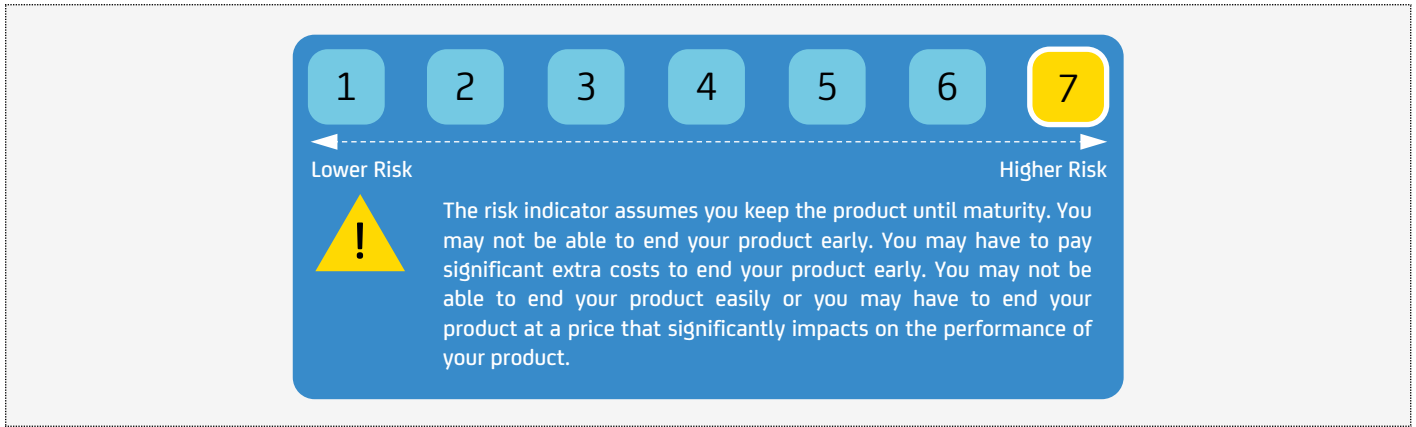 1 2 3 4 5 6 7
Lower Risk Higher Risk
!
The risk indicator assumes you keep the product until maturity. You
may not be able to end your product early. You may have to pay
significant extra costs to end your product early. You may not be
able to end your product easily or you may have to end your
product at a price that significantly impacts on the performance of
your product.